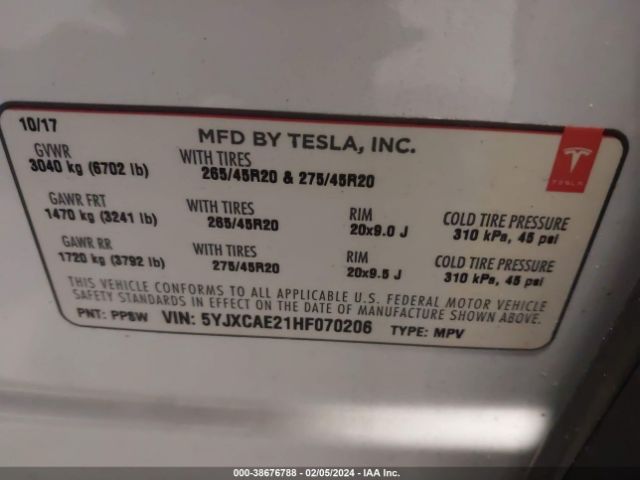 10/17
MFD BY TESLA, INC.
GVWR
3040 kg (6702 lb)
WITH TIRES
265/45R20 & 275/45R20
TESLA
GAWR FRT
1470 kg (3241 lb)
WITH TIRES
265/45R20
RIM
20x9.0 J
COLD TIRE PRESSURE
310 kPa, 45 psi
GAWR RR
1720 kg (3792 lb)
WITH TIRES
275/45R20
RIM
20x9.5 J
COLD TIRE PRESSURE
310 kPa, 45 psi
THIS VEHICLE CONFORMS TO ALL APPLICABLE U.S. FEDERAL MOTOR VEHICLE
SAFETY STANDARDS IN EFFECT ON THE DATE OF MANUFACTURE SHOWN ABOVE.
PNT: PPSW VIN: 5YJXCAE21HF070206 TYPE: MPV
000-38676788 - 02/05/2024 - IAA Inc.